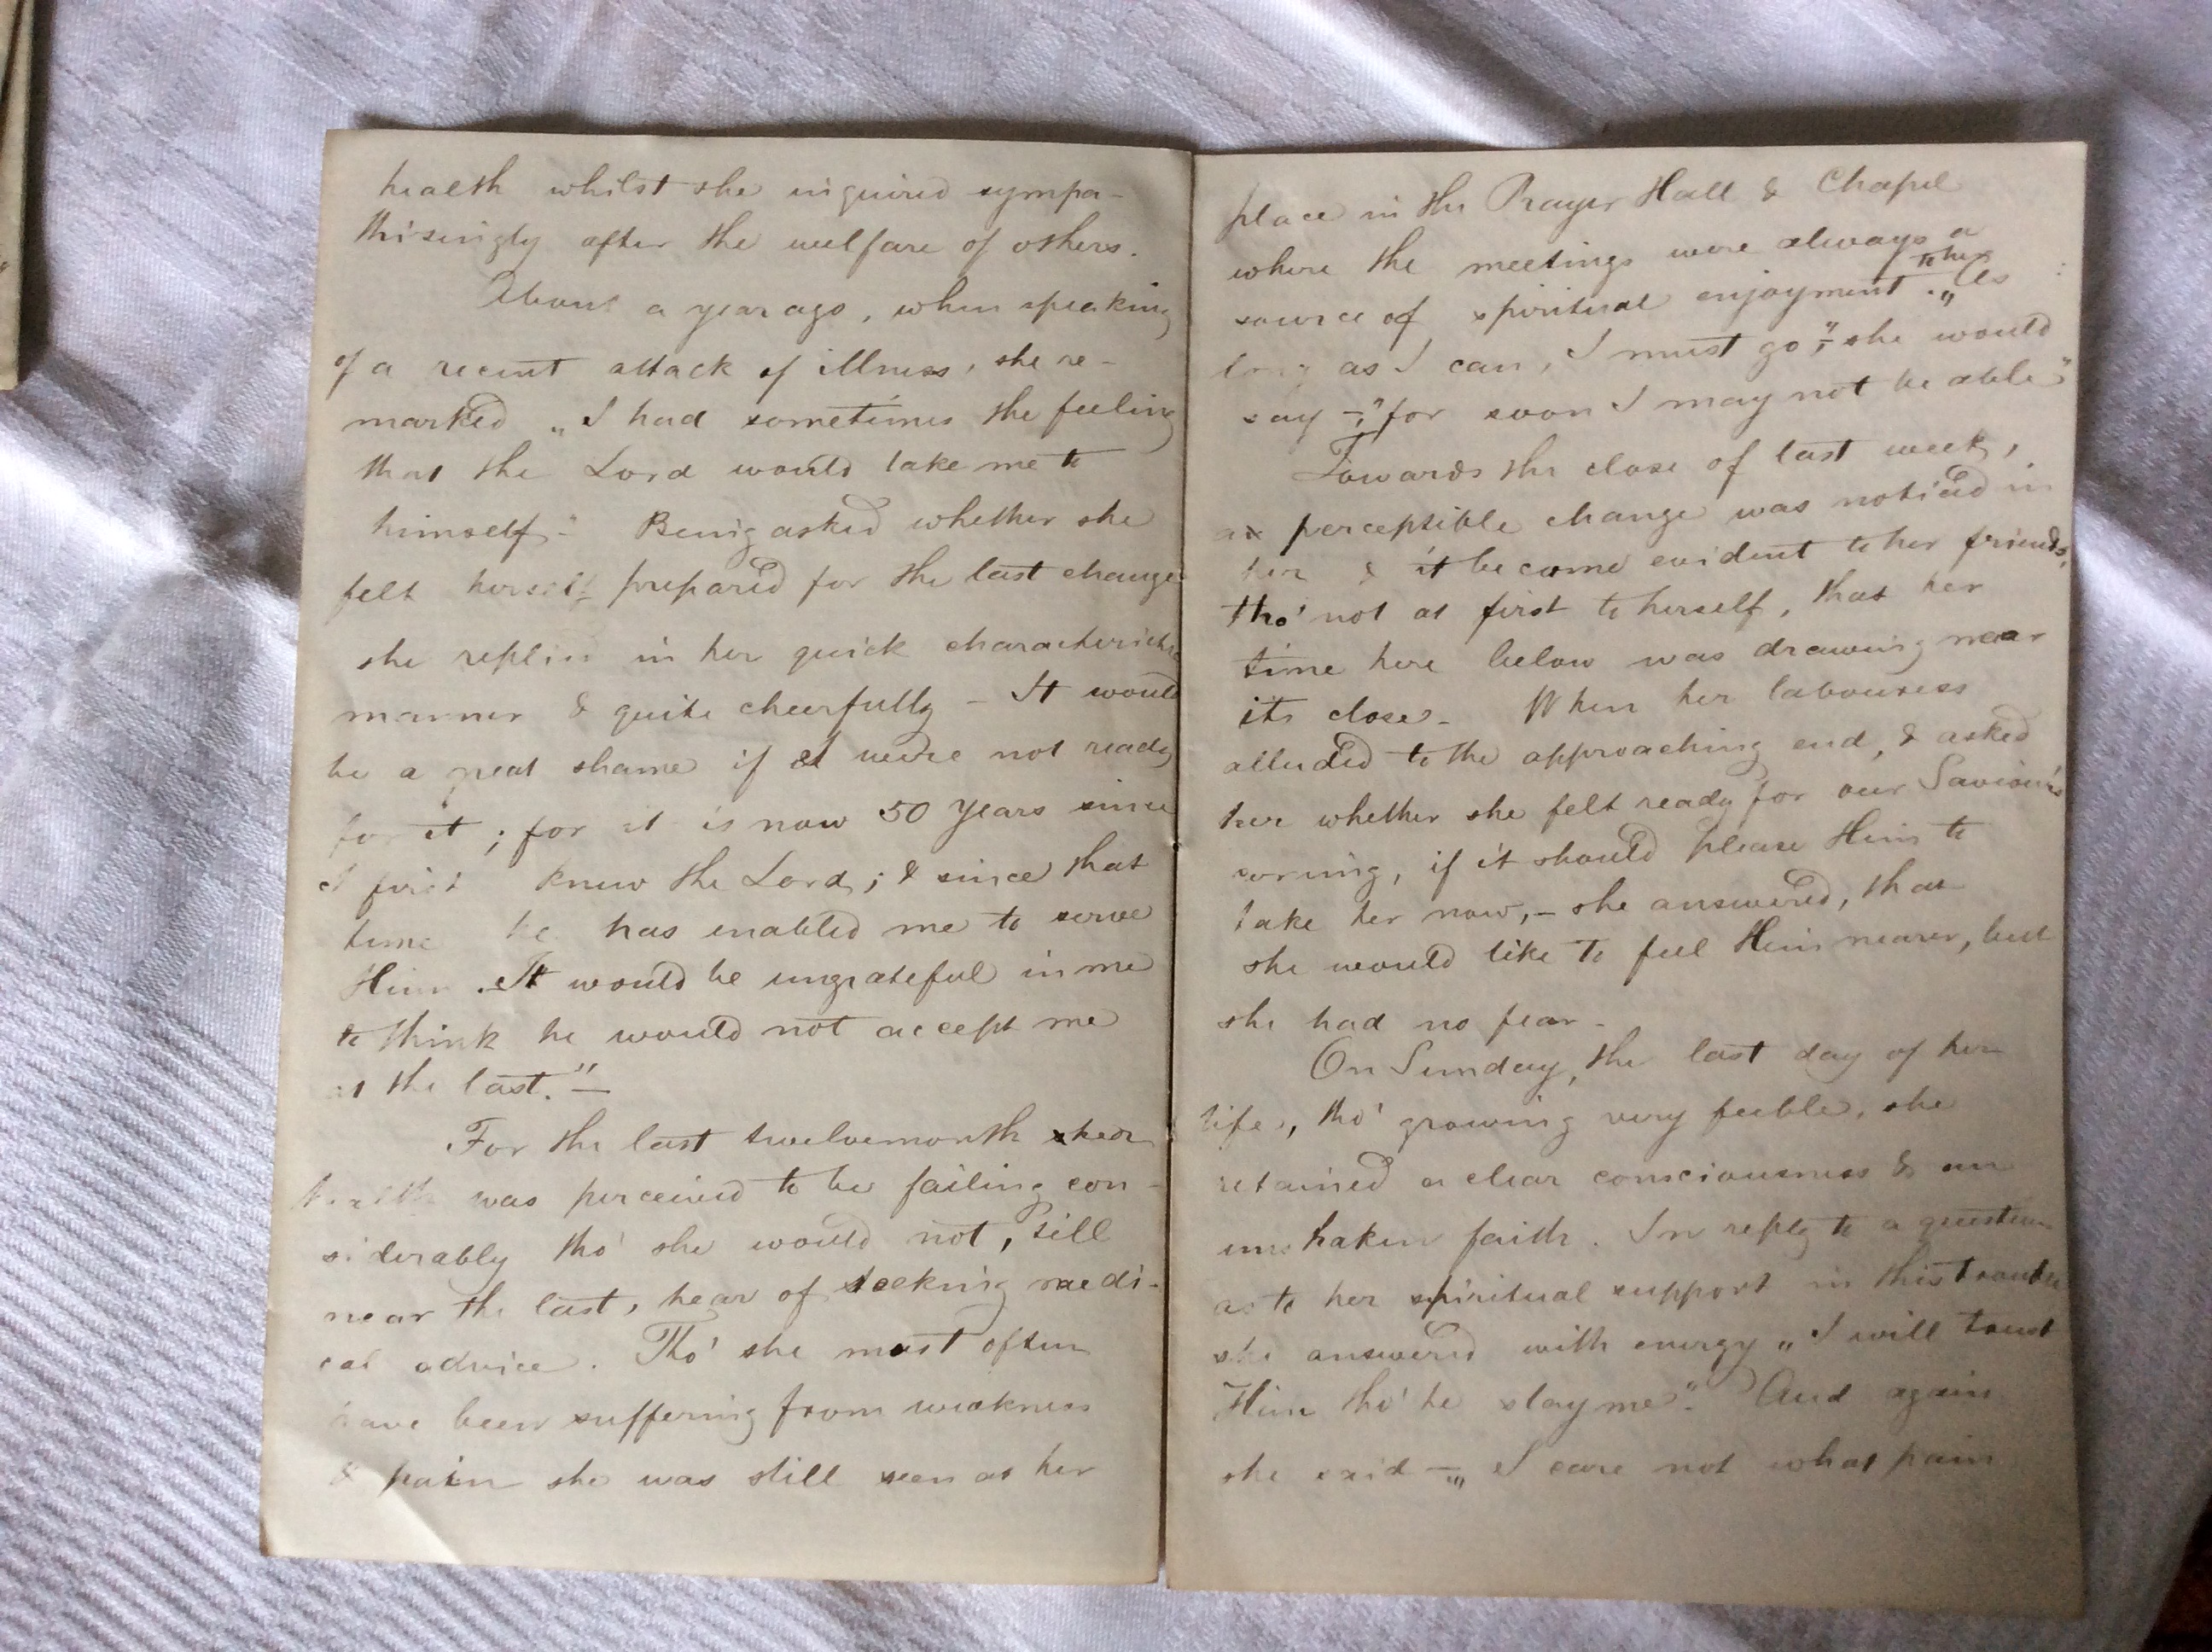 health whilst she inquired sympa-
thisingly after the welfare of others.
About a year ago, when speaking
of a recent attack of illness, she re-
marked „I had sometimes the feeling
that the Lord would take me to
himself." Being asked whether she
felt herself prepared for the last change
she replied in her quick characteristic
manner & quite cheerfully - It would
be a great shame if I were not ready
for it; for it is now 50 years since
I first knew the Lord; & since that
time he has enabled me to serve
Him. It would be ungrateful in me
to think he would not accept me
at the last."—
For the last twelvemonth her
health was perceived to be failing con-
siderably tho' she would not, till
near the last, hear of seeking medi-
cal advice. Tho' she must often
have been suffering from weakness
& pain she was still seen at her
place in the Prayer Hall & Chapel
where the meetings were always a
source of spiritual enjoyment to her. „As
long as I can, I must go", she would
say -„for soon I may not be able"
Towards the close of last week,
a perceptible change was noticed in
her & it became evident to her friends,
tho' not at first to herself, that her
time here below was drawing near
its close. When her labouress
alluded to the approaching end, & asked
her whether she felt ready for our Saviour's
coming, if it should please Him to
take her now, - she answered, that
she would like to feel Him nearer, but
she had no fear.
On Sunday, the last day of her
life, tho' growing very feeble, she
retained a clear consciousness & an
unshaken faith. In reply to a question
as to her spiritual support in this trouble
she answered with energy „I will trust
Him tho' he slay me". And again
she said -„I care not what pain